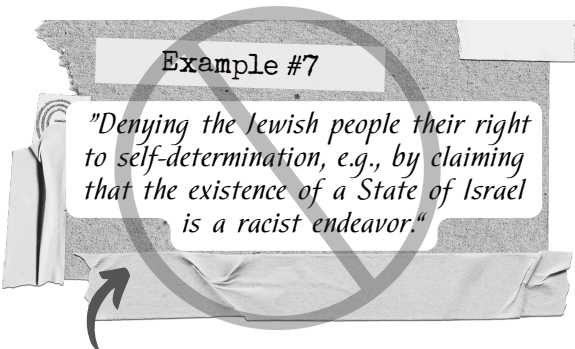 Example #7
”Denying the Jewish people their right
to self-determination, e.g., by claiming
that the existence of a State of Israel
is a racist endeavor.“